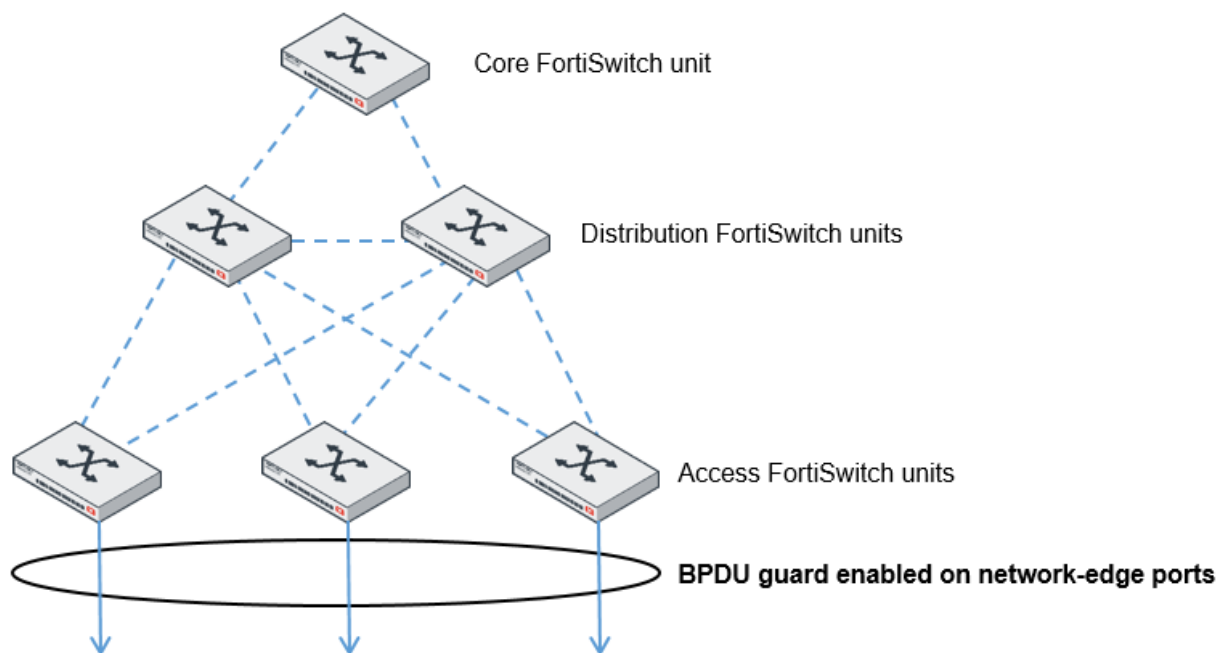 Core FortiSwitch unit
Distribution FortiSwitch units
Access FortiSwitch units
BPDU guard enabled on network-edge ports